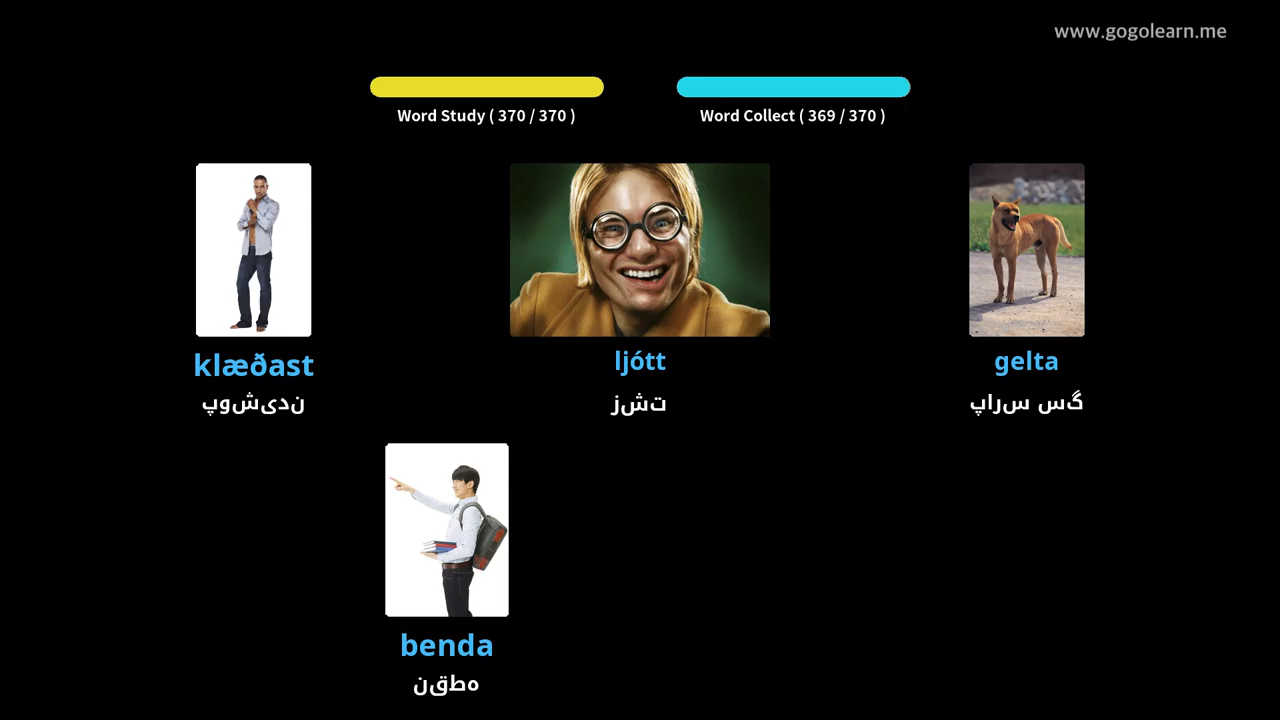 www.gogolearn.me
Word Study ( 370 / 370 )
Word Collect ( 369 / 370 )
klæðast
ندیشوپ
ljótt
تشز
gelta
گس سراپ
benda
هطقن